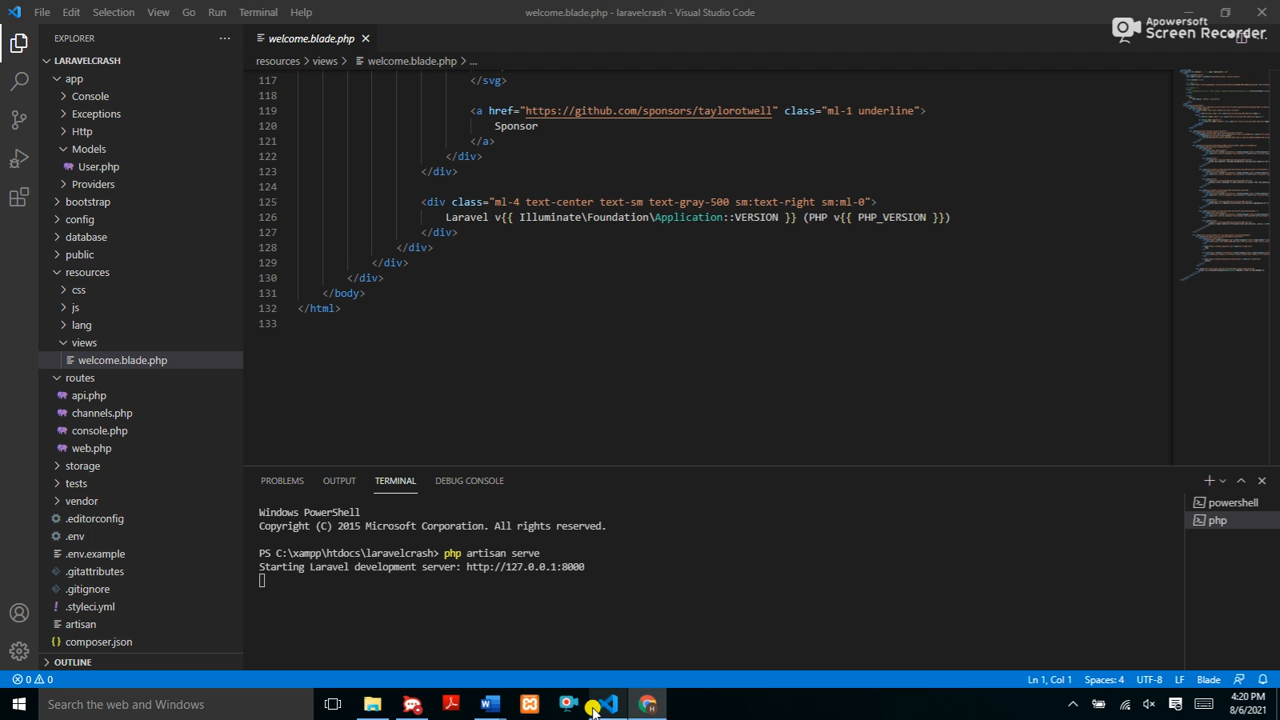 File Edit Selection View Go Run Terminal Help
welcome.blade.php - laravelcrash - Visual Studio Code
Apowersoft
Screen Recorder
EXPLORER
LARAVELCRASH
app
Console
Exceptions
Http
Models
User.php
Providers
bootstrap
config
database
public
resources
css
js
lang
views
welcome.blade.php
routes
api.php
channels.php
console.php
web.php
storage
tests
vendor
.editorconfig
.env
.env.example
.gitattributes
.gitignore
.styleci.yml
artisan
composer.json
OUTLINE
welcome.blade.php
resources > views > welcome.blade.php > ...
117 </svg>
118
119 <a href="https://github.com/sponsors/taylorotwell" class="ml-1 underline">
120 Sponsor
121 </a>
122 </div>
123 </div>
124
125 <div class="ml-4 text-center text-sm text-gray-500 sm:text-right sm:ml-0">
126 Laravel v{{ Illuminate\Foundation\Application::VERSION }} (PHP v{{ PHP_VERSION }})
127 </div>
128 </div>
129 </div>
130 </div>
131 </body>
132 </html>
133
PROBLEMS OUTPUT TERMINAL DEBUG CONSOLE
Windows PowerShell
Copyright (C) 2015 Microsoft Corporation. All rights reserved.
PS C:\xampp\htdocs\laravelcrash> php artisan serve
Starting Laravel development server: http://127.0.0.1:8000
powershell
php
0 0
Ln 1, Col 1 Spaces: 4 UTF-8 LF Blade
Search the web and Windows
4:20 PM
8/6/2021